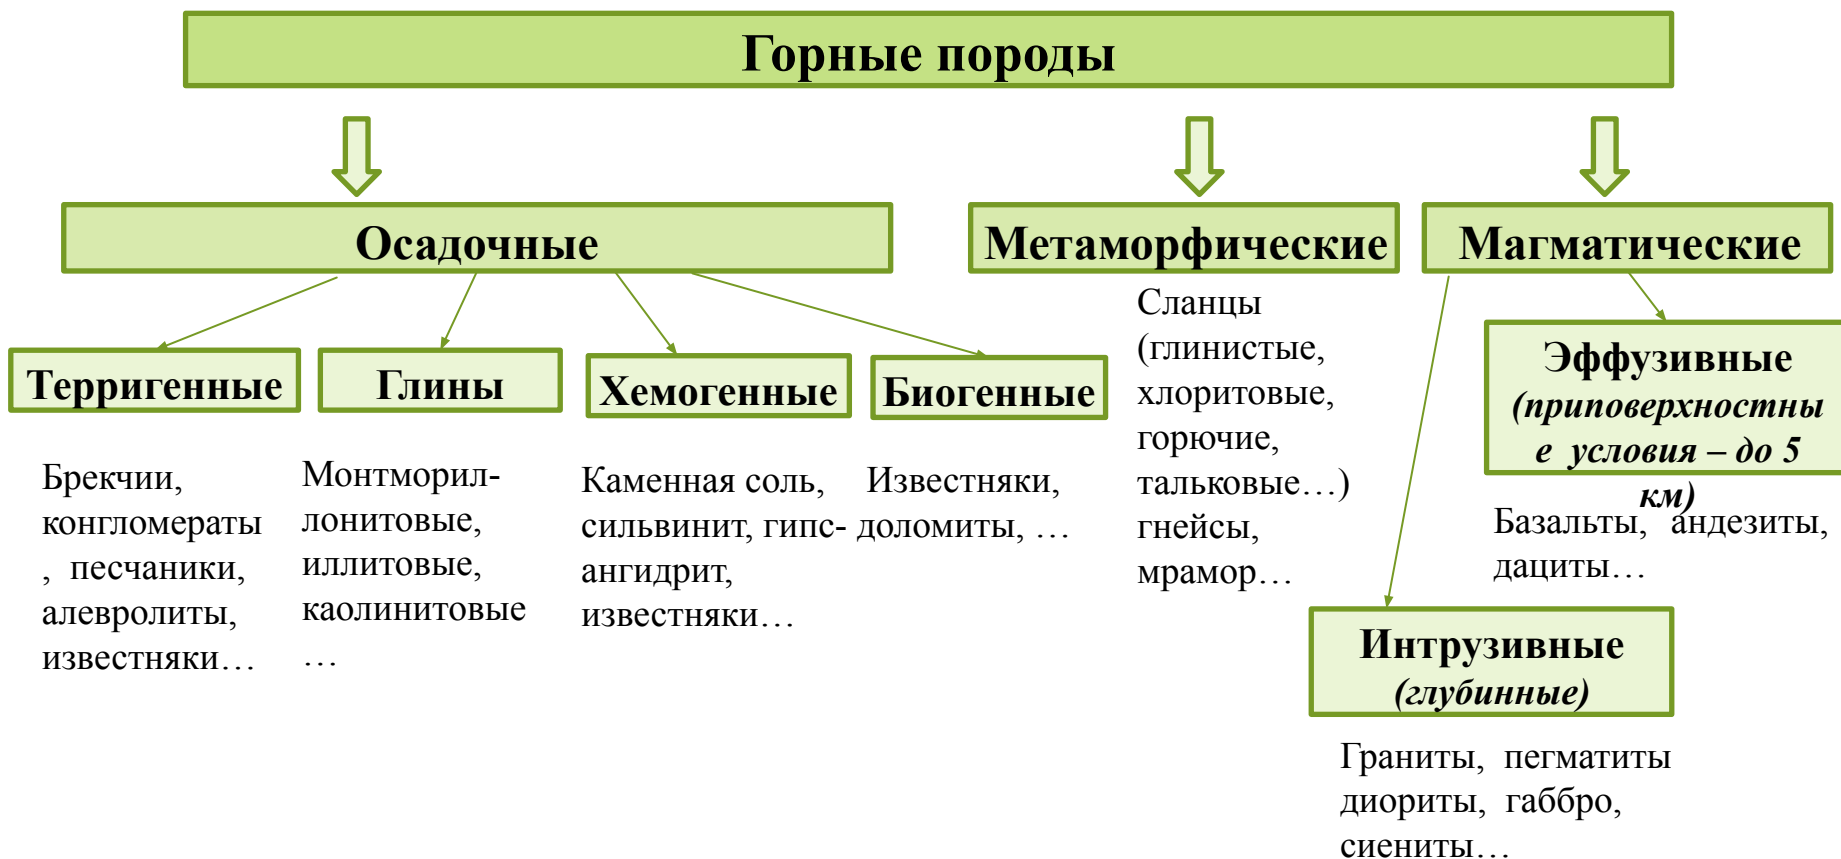 Горные породы
Осадочные
Метаморфические
Магматические
Терригенные
Глины
Хемогенные
Биогенные
Брекчии,
конгломераты
, песчаники,
алевролиты,
известняки…
Монтморил-
лонитовые,
иллитовые,
каолинитовые
…
Каменная соль,
сильвинит, гипс-
ангидрит,
известняки…
Известняки,
доломиты, …
Сланцы
(глинистые,
хлоритовые,
горючие,
тальковые…)
гнейсы,
мрамор…
Эффузивные
(приповерхностны
е условия – до 5
км)
Базальты, андезиты,
дациты…
Интрузивные
(глубинные)
Граниты, пегматиты
диориты, габбро,
сиениты…